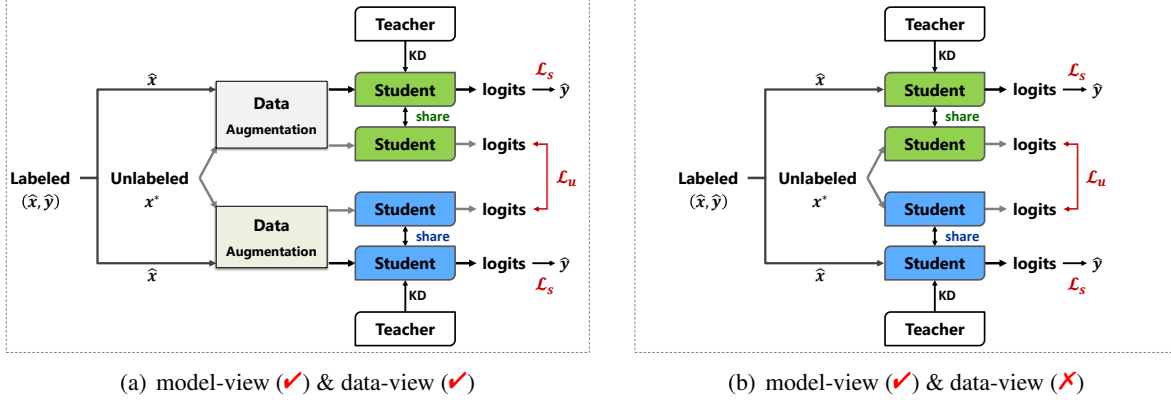 Teacher
KD
x̂
Data
Augmentation
Student
logits
ℒs
ŷ
share
Student
logits
Labeled
(x̂, ŷ)
Unlabeled
x*
ℒu
Data
Augmentation
Student
logits
share
x̂
Student
logits
ŷ
ℒs
KD
Teacher
(a) model-view (✓) & data-view (✓)
Teacher
KD
x̂
Student
logits
ℒs
ŷ
share
Student
logits
Labeled
(x̂, ŷ)
Unlabeled
x*
ℒu
Student
logits
share
x̂
Student
logits
ŷ
ℒs
KD
Teacher
(b) model-view (✓) & data-view (✗)